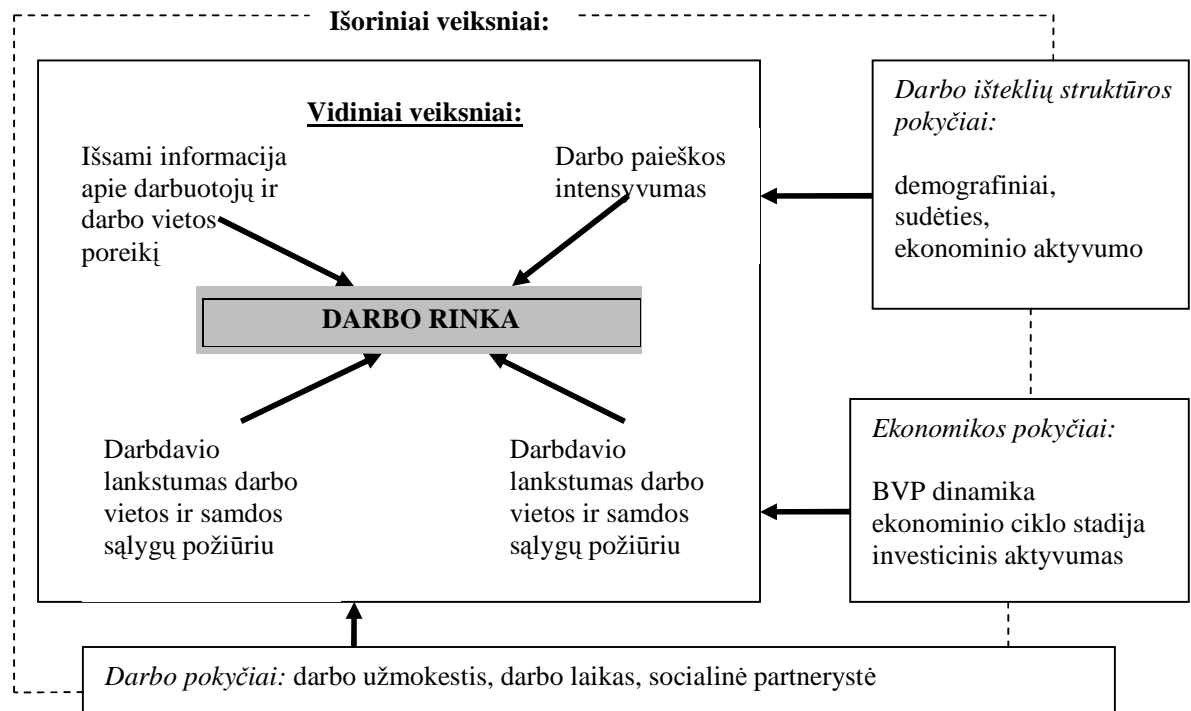 Išoriniai veiksniai:
Vidiniai veiksniai:
Išsami informacija
apie darbuotojų ir
darbo vietos
poreikį
Darbo paieškos
intensyvumas
DARBO RINKA
Darbdavio
lankstumas darbo
vietos ir samdos
sąlygų požiūriu
Darbdavio
lankstumas darbo
vietos ir samdos
sąlygų požiūriu
Darbo išteklių struktūros
pokyčiai:
demografiniai,
sudėties,
ekonominio aktyvumo
Ekonomikos pokyčiai:
BVP dinamika
ekonominio ciklo stadija
investicinis aktyvumas
Darbo pokyčiai: darbo užmokestis, darbo laikas, socialinė partnerystė